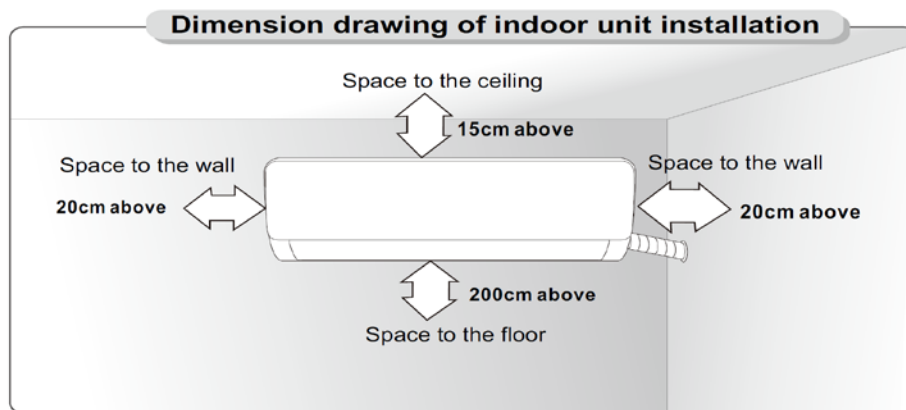 Dimension drawing of indoor unit installation
Space to the ceiling
15cm above
Space to the wall
20cm above
Space to the wall
20cm above
200cm above
Space to the floor